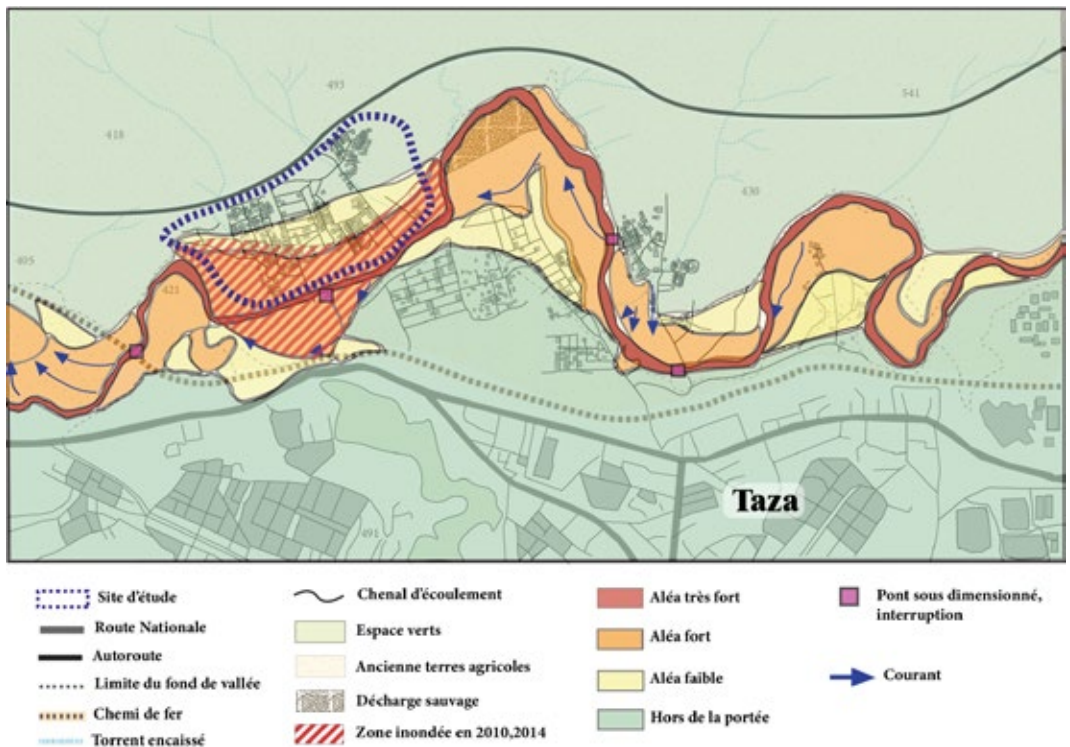 493
541
418
430
495
421
Taza
491
Site d'étude
Route Nationale
Autoroute
Limite du fond de vallée
Chemi de fer
Torrent encaissé
Chenal d'écoulement
Espace verts
Ancienne terres agricoles
Décharge sauvage
Zone inondée en 2010,2014
Aléa très fort
Aléa fort
Aléa faible
Hors de la portée
Pont sous dimensionné,
interruption
Courant